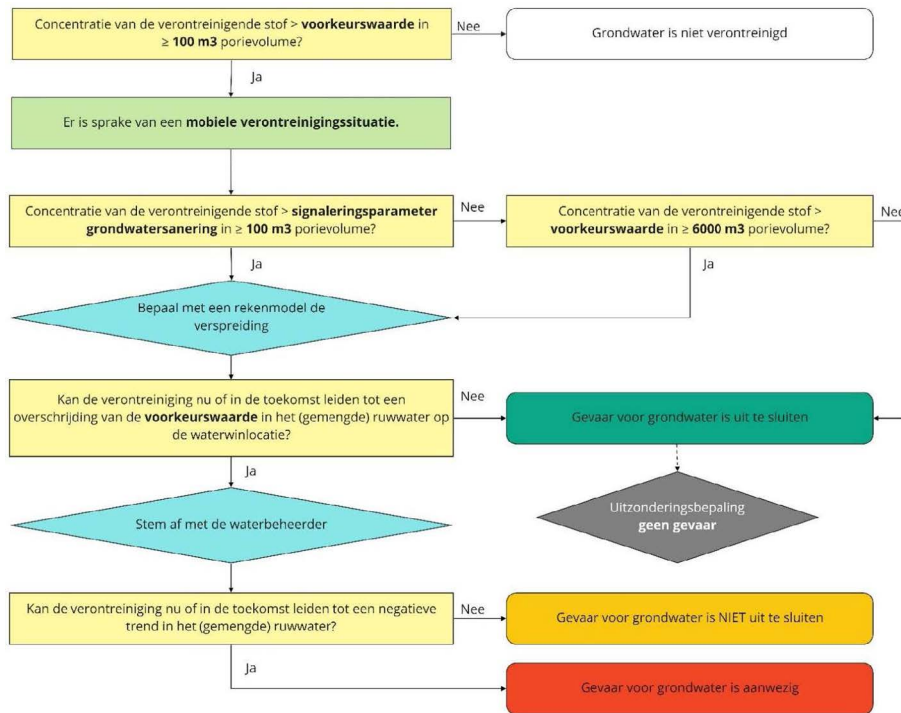 Concentratie van de verontreinigende stof > voorkeurswaarde in
≥ 100 m3 porievolume?
Nee
Grondwater is niet verontreinigd
Ja
Er is sprake van een mobiele verontreinigingssituatie.
Concentratie van de verontreinigende stof > signaleringsparameter
grondwatersanering in ≥ 100 m3 porievolume?
Nee
Concentratie van de verontreinigende stof >
voorkeurswaarde in ≥ 6000 m3 porievolume?
Nee
Ja
Ja
Bepaal met een rekenmodel de
verspreiding
Kan de verontreiniging nu of in de toekomst leiden tot een
overschrijding van de voorkeurswaarde in het (gemengde) ruwwater op
de waterwinlocatie?
Nee
Gevaar voor grondwater is uit te sluiten
Ja
Stem af met de waterbeheerder
Uitzonderingsbepaling
geen gevaar
Kan de verontreiniging nu of in de toekomst leiden tot een negatieve
trend in het (gemengde) ruwwater?
Nee
Gevaar voor grondwater is NIET uit te sluiten
Ja
Gevaar voor grondwater is aanwezig